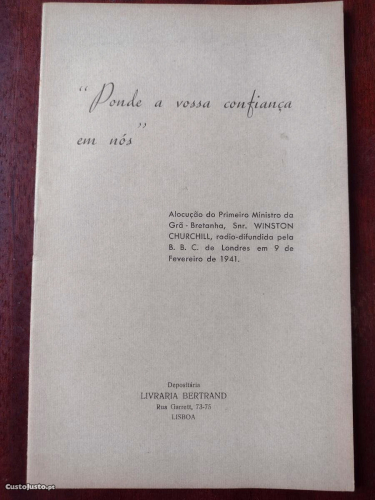 "Ponde a vossa confiança
em nós"
Alocução do Primeiro Ministro da
Grã-Bretanha, Snr. WINSTON
CHURCHILL, radio-difundida pela
B. B. C. de Londres em 9 de
Fevereiro de 1941.
Depositária
LIVRARIA BERTRAND
Rua Garrett, 73-75
LISBOA
CustoJusto.pt